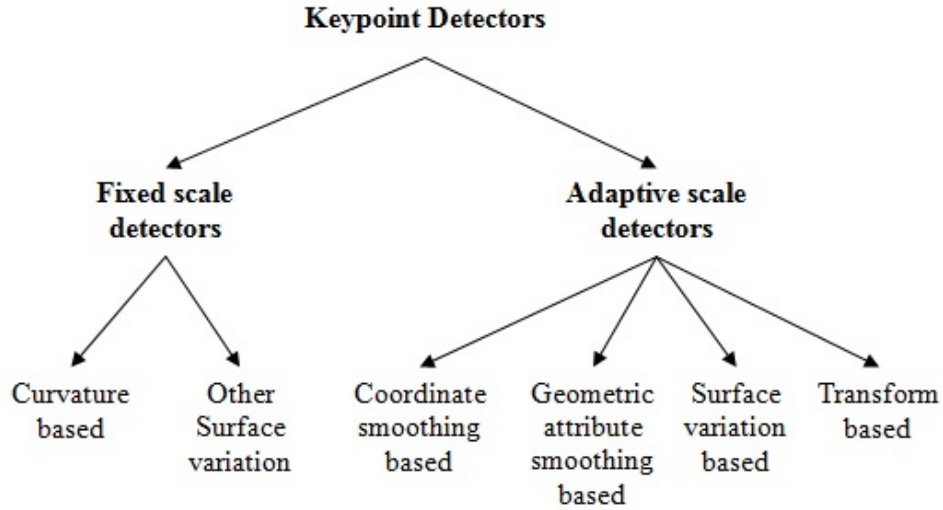 Keypoint Detectors
Fixed scale
detectors
Adaptive scale
detectors
Curvature
based
Other
Surface
variation
Coordinate
smoothing
based
Geometric
attribute
smoothing
based
Surface
variation
based
Transform
based